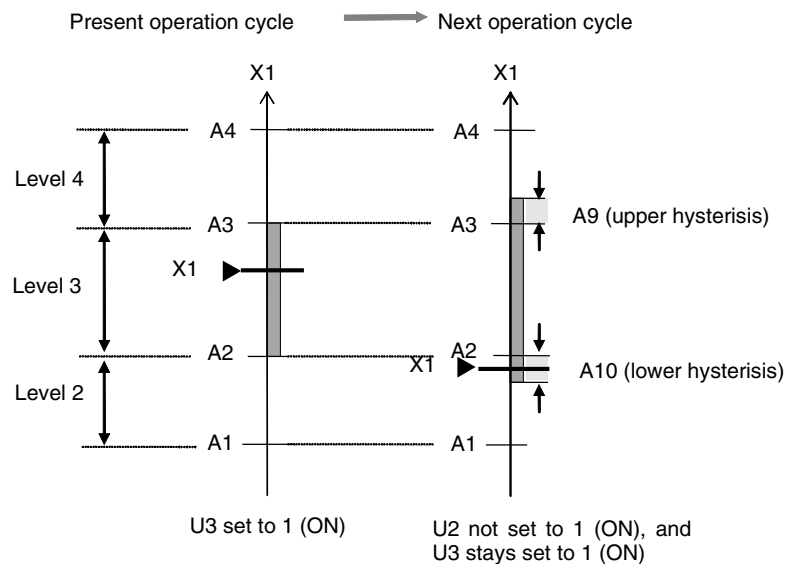 Present operation cycle
Next operation cycle
X1
X1
A4
A4
Level 4
A3
A3
A9 (upper hysterisis)
X1
Level 3
A2
A2
X1
A10 (lower hysterisis)
Level 2
A1
A1
U3 set to 1 (ON)
U2 not set to 1 (ON), and
U3 stays set to 1 (ON)